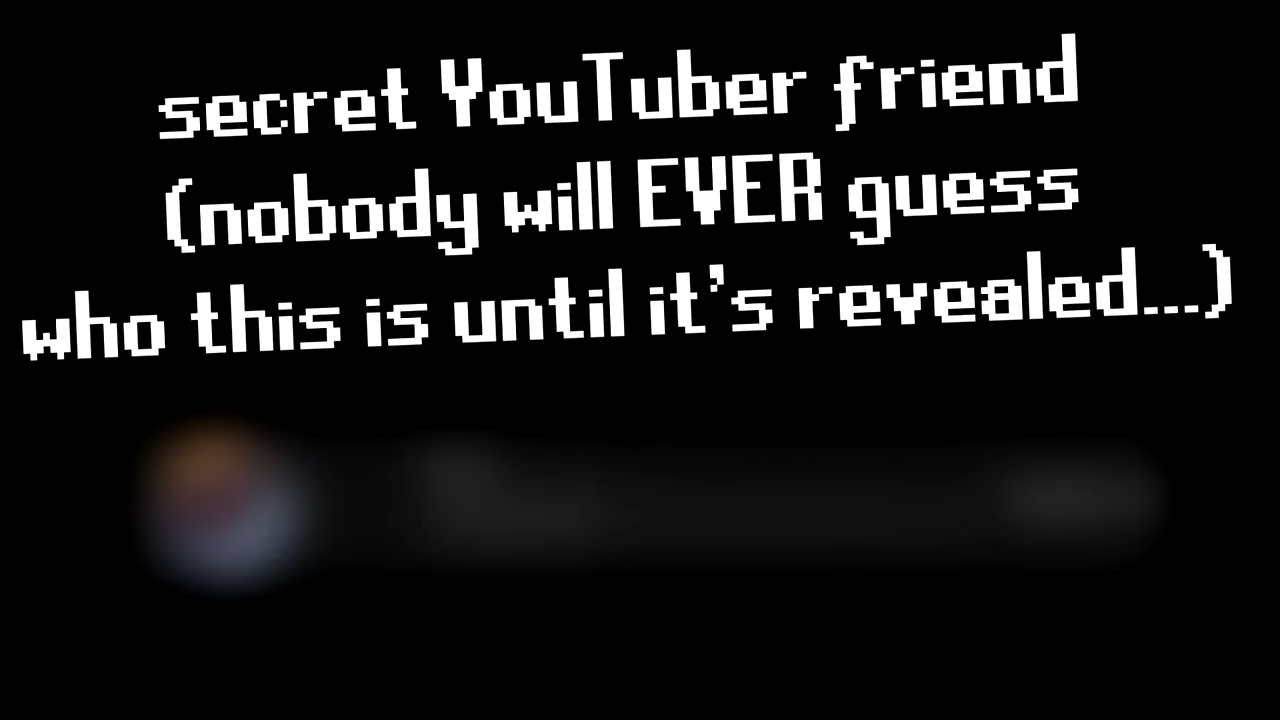 secret YouTuber friend
(nobody will EVER guess
who this is until it's revealed...)